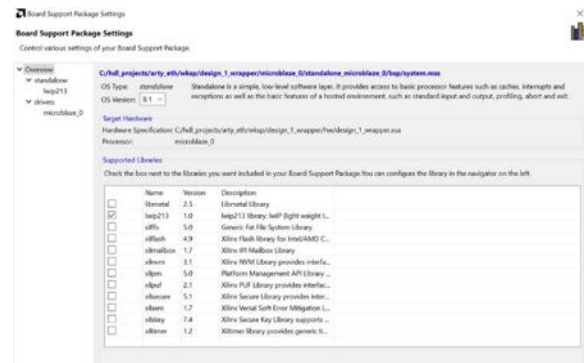 Board Support Package Settings
Board Support Package Settings
Control various settings of your Board Support Package.
Overview
standalone
lwip213
drivers
microblaze_0
C:/hdl_projects/arty_eth/wksp/design_1_wrapper/microblaze_0/standalone_microblaze_0/bsp/system.mss
OS Type: standalone
Standalone is a simple, low-level software layer. It provides access to basic processor features such as caches, interrupts and
exceptions as well as the basic features of a hosted environment, such as standard input and output, profiling, abort and exit.
OS Version: 8.1
Target Hardware
Hardware Specification: C:/hdl_projects/arty_eth/wksp/design_1_wrapper/hw/design_1_wrapper.xsa
Processor: microblaze_0
Supported Libraries
Check the box next to the libraries you want included in your Board Support Package.You can configure the library in the navigator on the left.
Name Version Description
libmetal 2.5 Libmetal Library
lwip213 1.0 lwip213 library: lwIP (light weight I...
xilffs 5.0 Generic Fat File System Library
xilflash 4.9 Xilinx Flash library for Intel/AMD C...
xilmailbox 1.7 Xilinx IPI Mailbox Library
xilnvm 3.1 Xilinx NVM Library provides interfa...
xilpm 5.0 Platform Management API Library ...
xilpuf 2.1 Xilinx PUF Library provides interfac...
xilsecure 5.1 Xilinx Secure Library provides inter...
xilsem 1.7 Xilinx Versal Soft Error Mitigation L...
xilskey 7.4 Xilinx Secure Key Library supports ...
xiltimer 1.2 Xiltimer library provides generic ti...